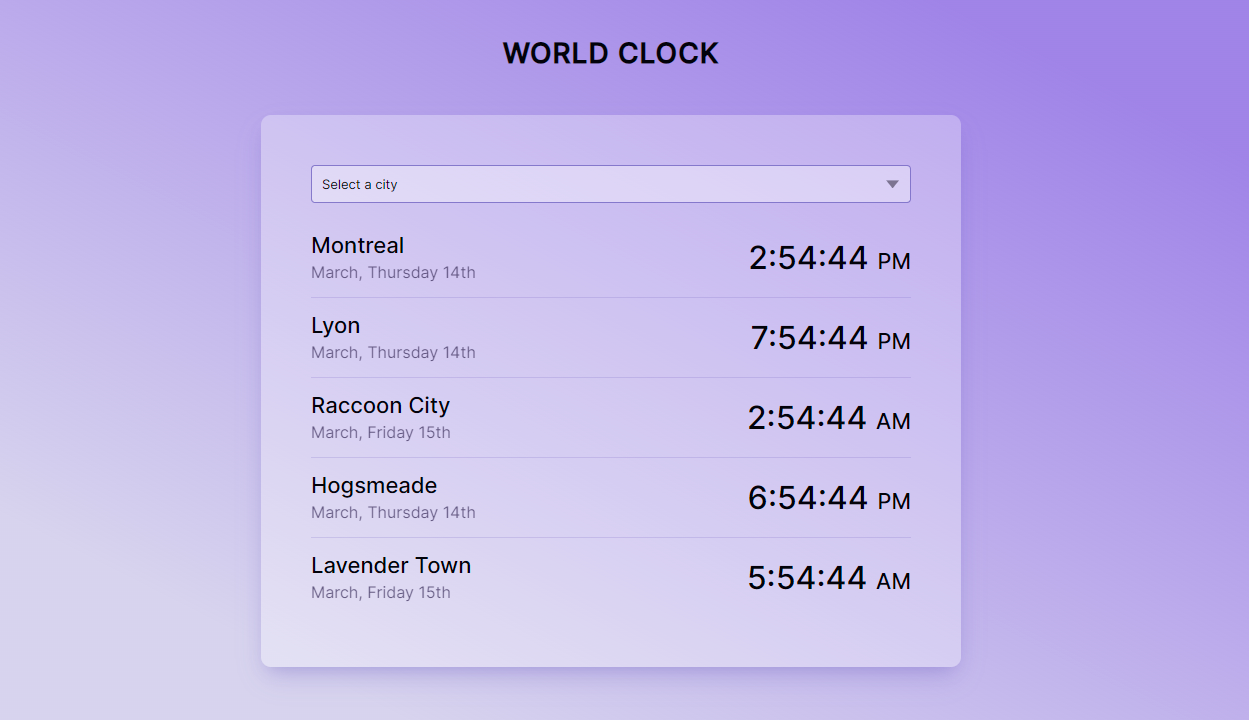 WORLD CLOCK
Select a city
Montreal
March, Thursday 14th
2:54:44 PM
Lyon
March, Thursday 14th
7:54:44 PM
Raccoon City
March, Friday 15th
2:54:44 AM
Hogsmeade
March, Thursday 14th
6:54:44 PM
Lavender Town
March, Friday 15th
5:54:44 AM